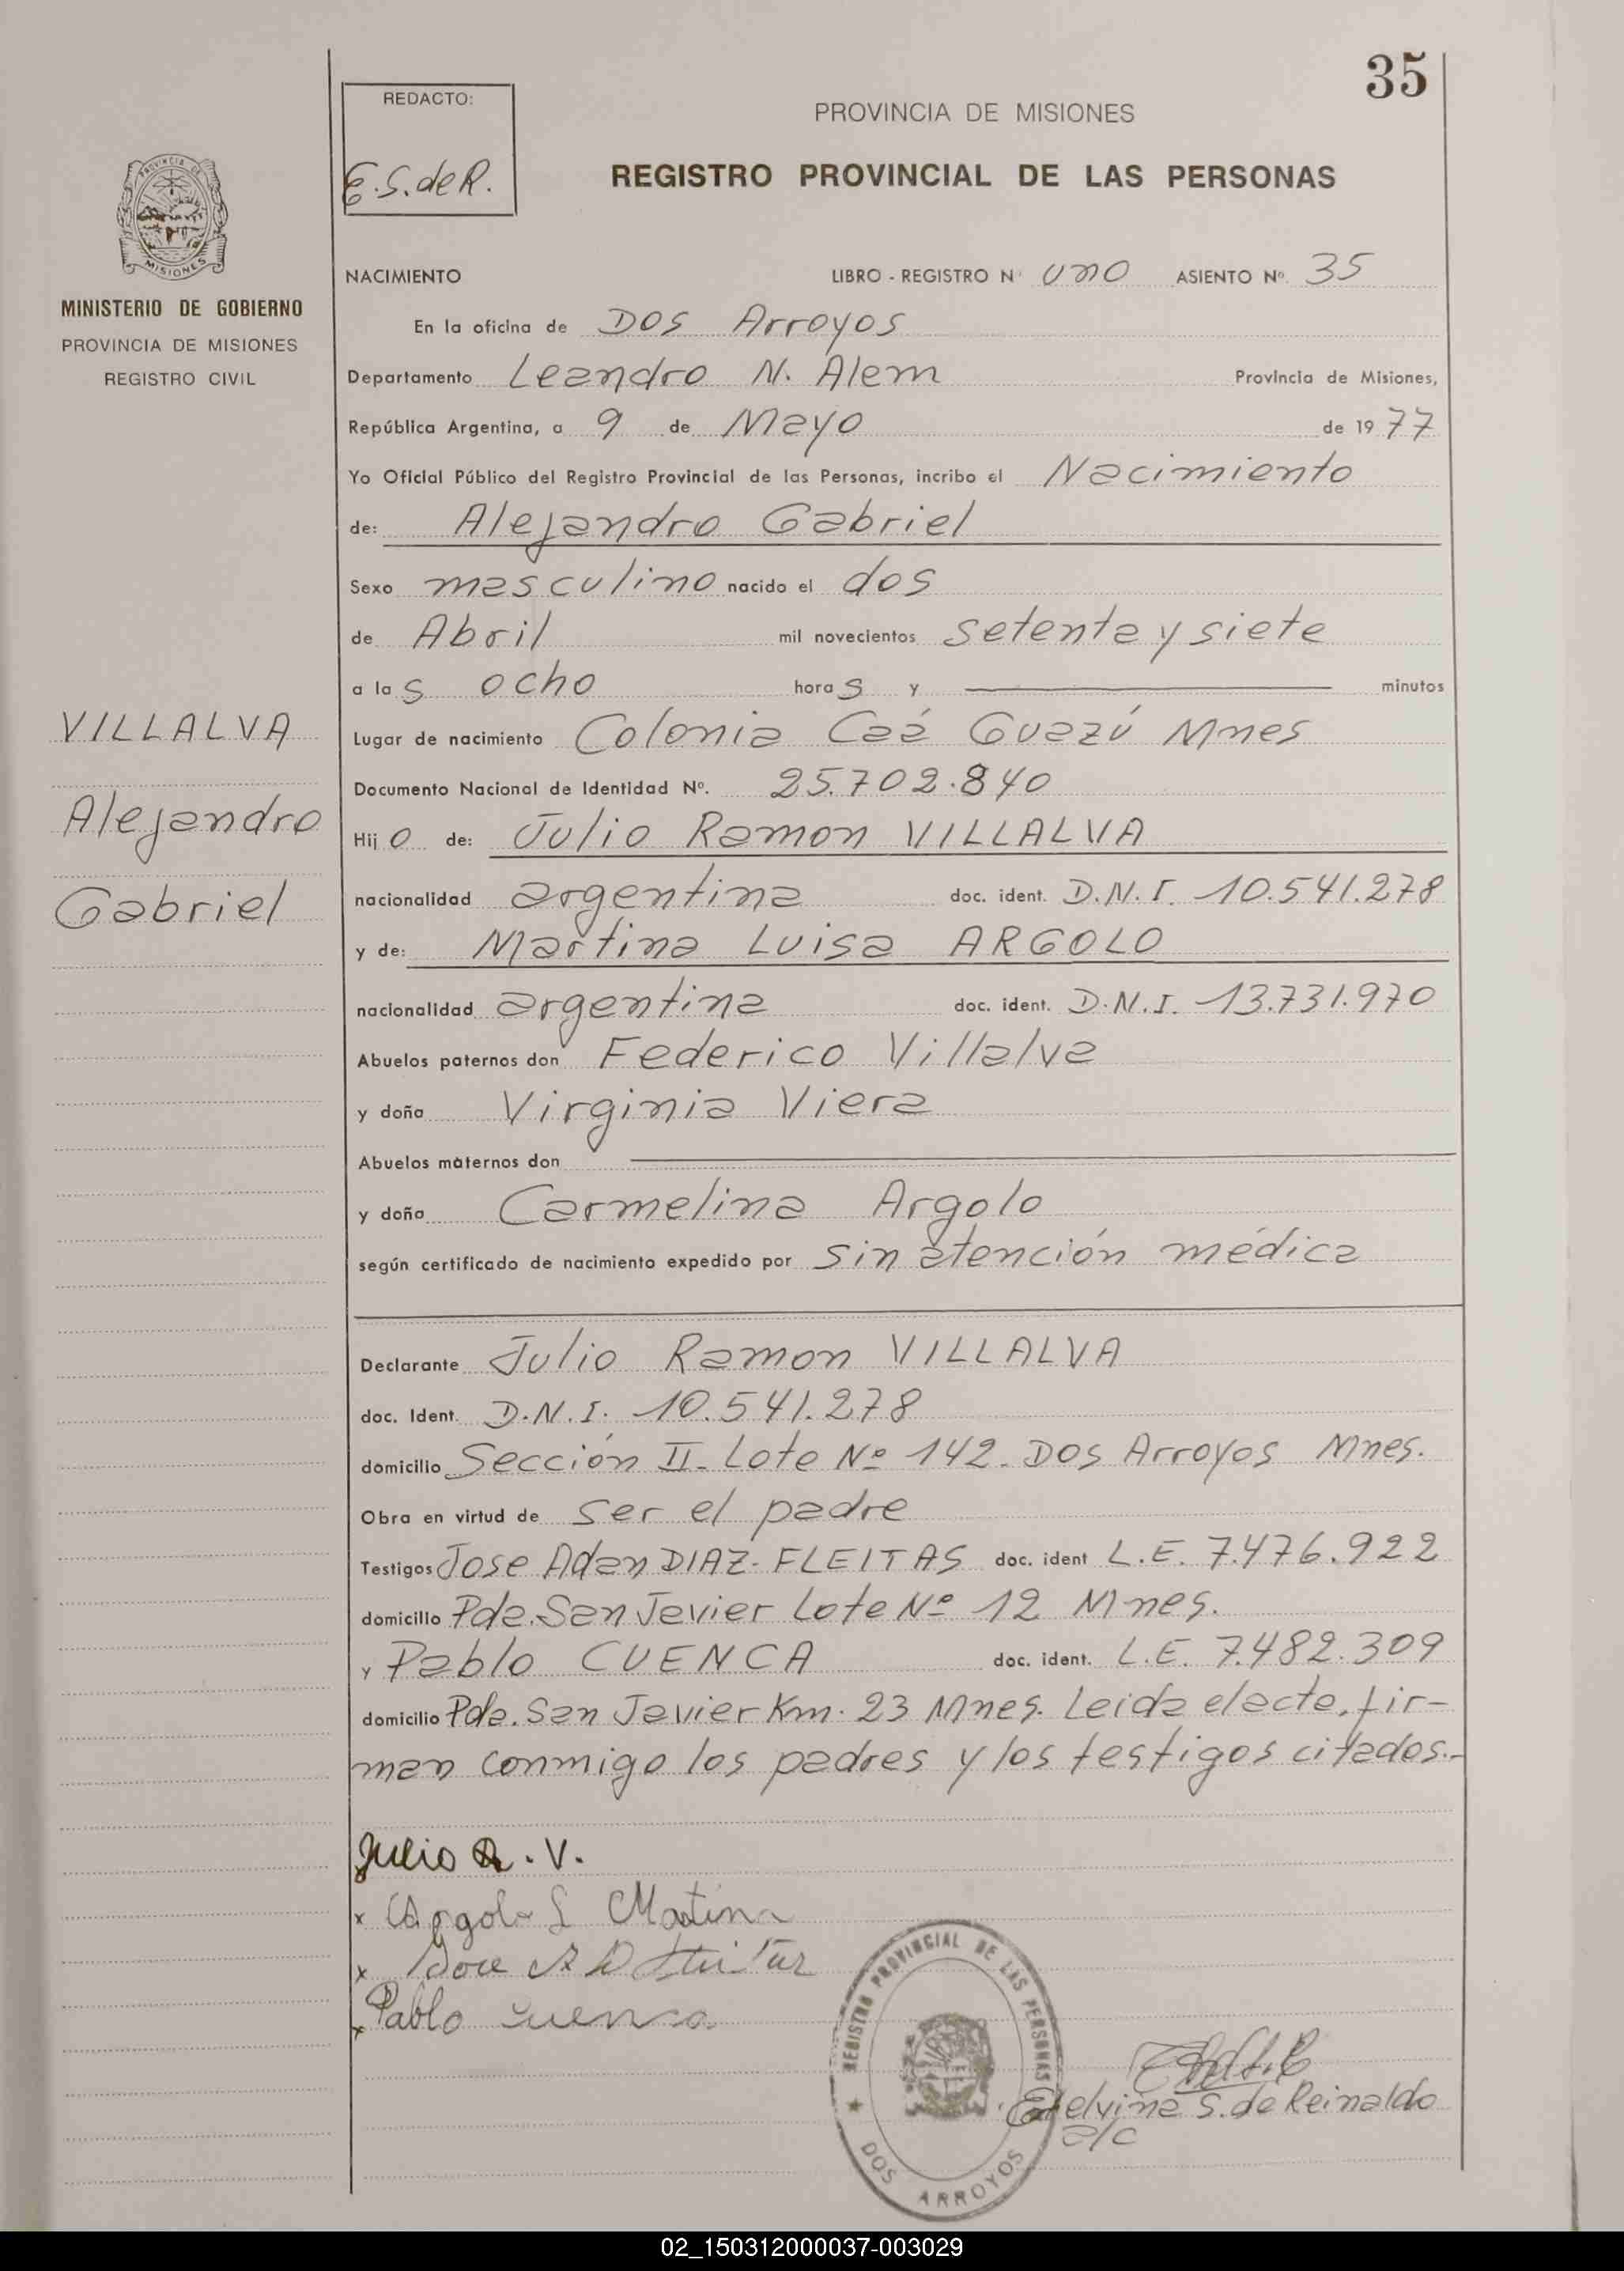 35
REDACTO:
E.S.deR.
PROVINCIA DE MISIONES
REGISTRO PROVINCIAL DE LAS PERSONAS
PROVINCIA DE
MISIONES
MINISTERIO DE GOBIERNO
PROVINCIA DE MISIONES
REGISTRO CIVIL
NACIMIENTO LIBRO - REGISTRO Nº uno ASIENTO Nº. 35
En la oficina de Dos Arroyos
Departamento Leandro N. Alem Provincia de Misiones,
República Argentina, a 9 de Mayo de 1977
Yo Oficial Público del Registro Provincial de las Personas, incribo el Nacimiento
de: Alejandro Gabriel
Sexo masculino nacido el dos
de Abril mil novecientos setenta y siete
a las ocho horas y — minutos
VILLALVA
Alejandro
Gabriel
Lugar de nacimiento Colonia Caá Guazú Mnes
Documento Nacional de Identidad Nº. 25.702.840
Hijo de: Julio Ramon VILLALVA
nacionalidad argentina doc. ident. D.N.I. 10.541.278
y de: Martina Luisa ARGOLO
nacionalidad argentina doc. ident. D.N.I. 13.731.970
Abuelos paternos don Federico Villalva
y doña Virginia Viera
Abuelos maternos don —
y doña Carmelina Argolo
según certificado de nacimiento expedido por sin atención médica
Declarante Julio Ramon VILLALVA
doc. Ident. D.N.I. 10.541.278
domicilio Sección II- Lote Nº 142- Dos Arroyos Mnes.
Obra en virtud de ser el padre
Testigos Jose Adan DIAZ- FLEITAS doc. ident L.E. 7.476.922
domicilio Pda. San Javier Lote Nº 12 Mnes.
y Pablo CUENCA doc. ident. L.E. 7.482.309
domicilio Pda. San Javier Km. 23 Mnes. Leida el acta, fir-
man conmigo los padres y los testigos citados.-
Julio R. V.
x Argolo L Martina
x Jose A D
x Pablo Cuenca
REGISTRO PROVINCIAL DE LAS PERSONAS
DOS ARROYOS
Etelvina S. de Reinaldo
a/c
02_150312000037-003029